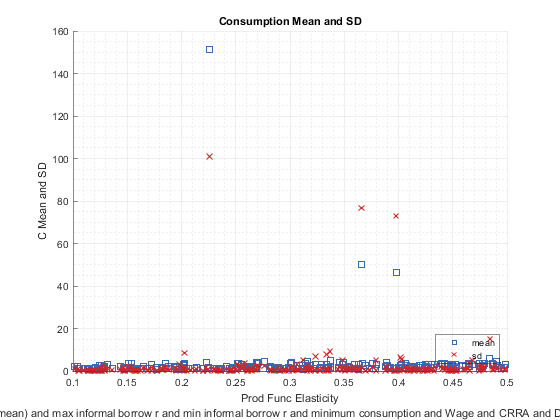 Consumption Mean and SD
160
140
120
100
80
60
40
20
0
C Mean and SD
0.1 0.15 0.2 0.25 0.3 0.35 0.4 0.45 0.5
Prod Func Elasticity
mean
sd
mean) and max informal borrow r and min informal borrow r and minimum consumption and Wage and CRRA and